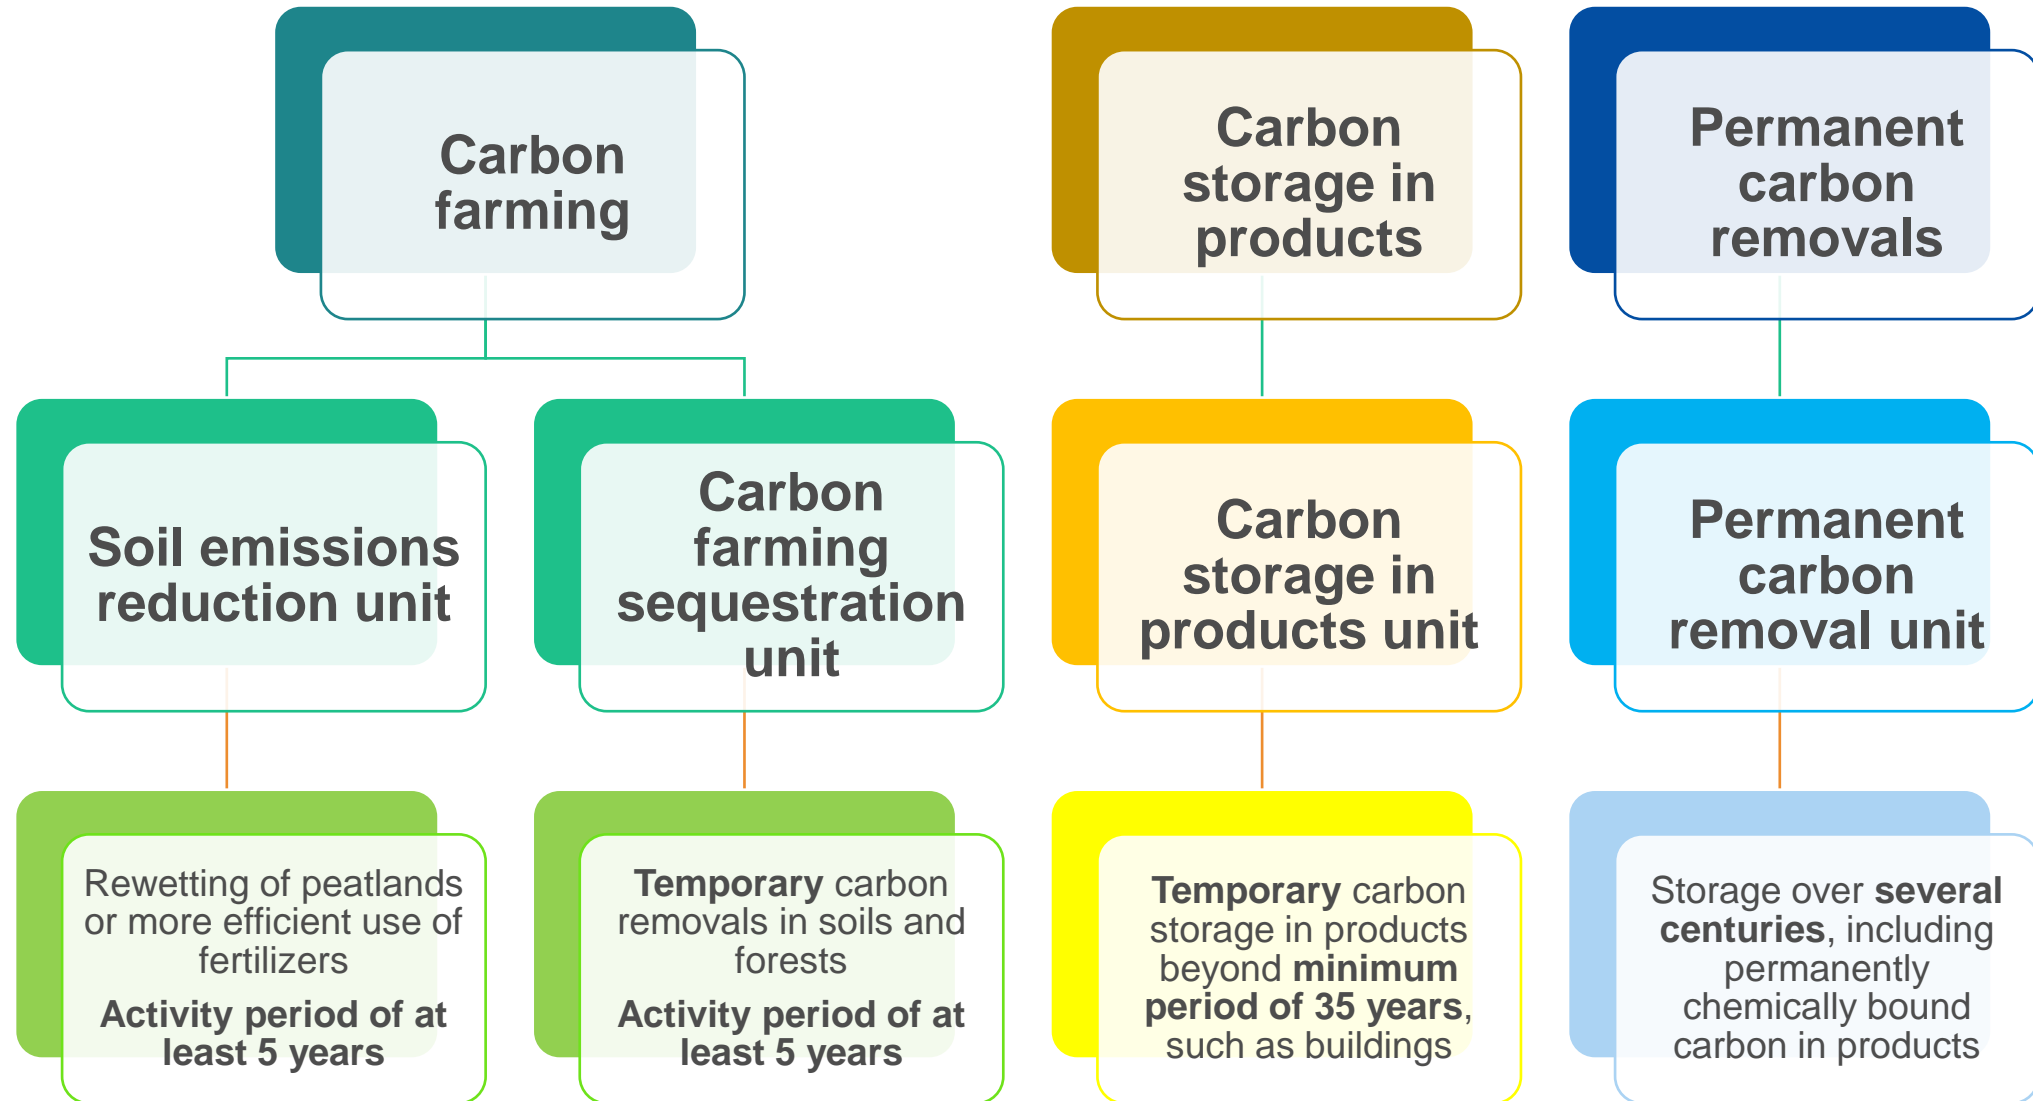 Carbon
farming
Carbon
storage in
products
Permanent
carbon
removals
Soil emissions
reduction unit
Carbon
farming
sequestration
unit
Carbon
storage in
products unit
Permanent
carbon
removal unit
Rewetting of peatlands
or more efficient use of
fertilizers
Activity period of at
least 5 years
Temporary carbon
removals in soils and
forests
Activity period of at
least 5 years
Temporary carbon
storage in products
beyond minimum
period of 35 years,
such as buildings
Storage over several
centuries, including
permanently
chemically bound
carbon in products